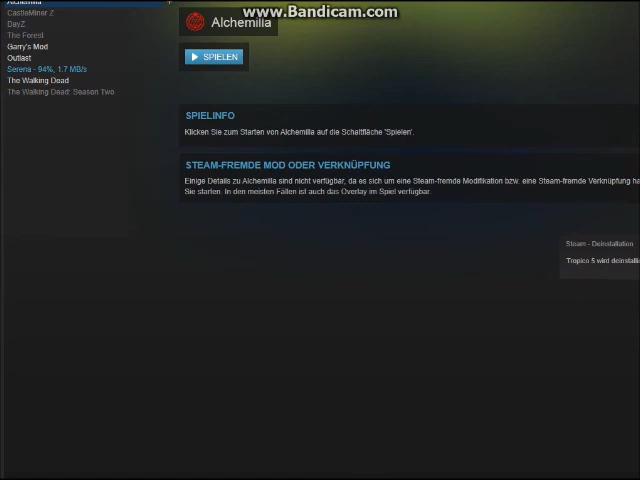 www.Bandicam.com
Alchemilla
Alchemilla
CastleMiner Z
DayZ
The Forest
Garry's Mod
Outlast
Serena - 94%, 1.7 MB/s
The Walking Dead
The Walking Dead: Season Two
SPIELEN
SPIELINFO
Klicken Sie zum Starten von Alchemilla auf die Schaltfläche 'Spielen'.
STEAM-FREMDE MOD ODER VERKNÜPFUNG
Einige Details zu Alchemilla sind nicht verfügbar, da es sich um eine Steam-fremde Modifikation bzw. eine Steam-fremde Verknüpfung ha
Sie starten. In den meisten Fällen ist auch das Overlay im Spiel verfügbar.
Steam - Deinstallation
Tropico 5 wird deinstallie